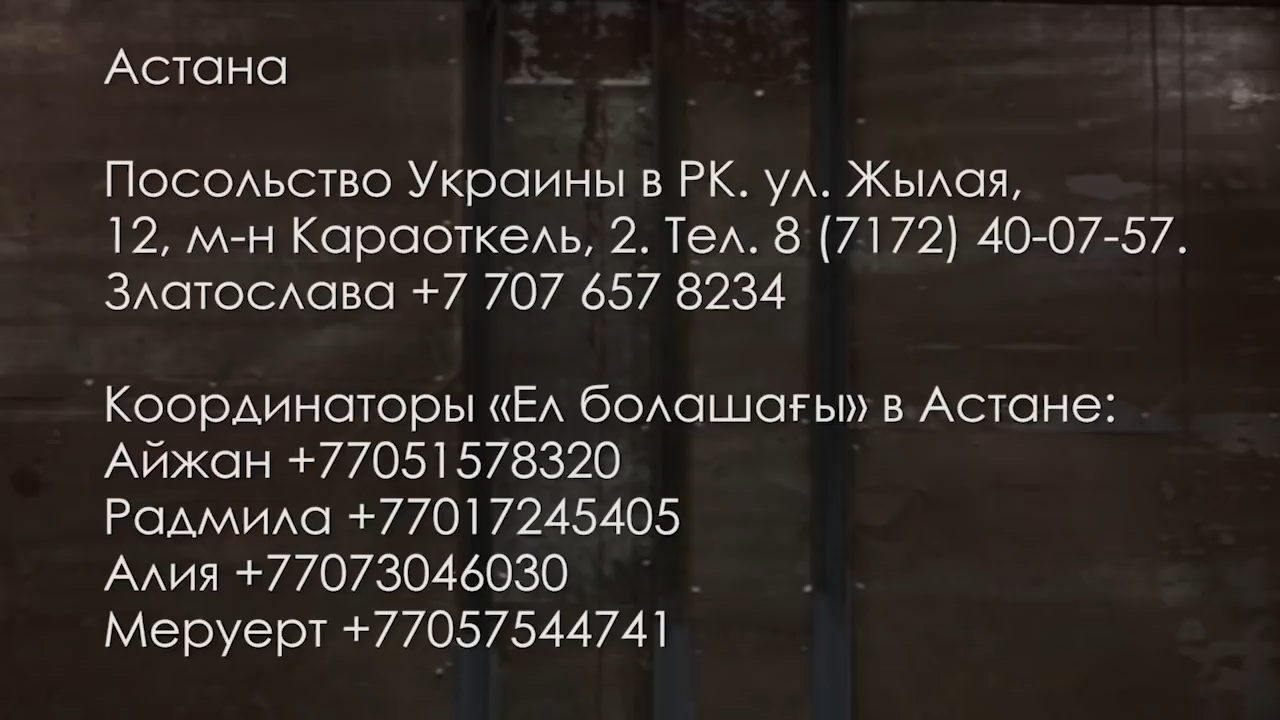 Астана
Посольство Украины в РК. ул. Жылая,
12, м-н Караоткель, 2. Тел. 8 (7172) 40-07-57.
Златослава +7 707 657 8234
Координаторы «Ел болашағы» в Астане:
Айжан +77051578320
Радмила +77017245405
Алия +77073046030
Меруерт +77057544741